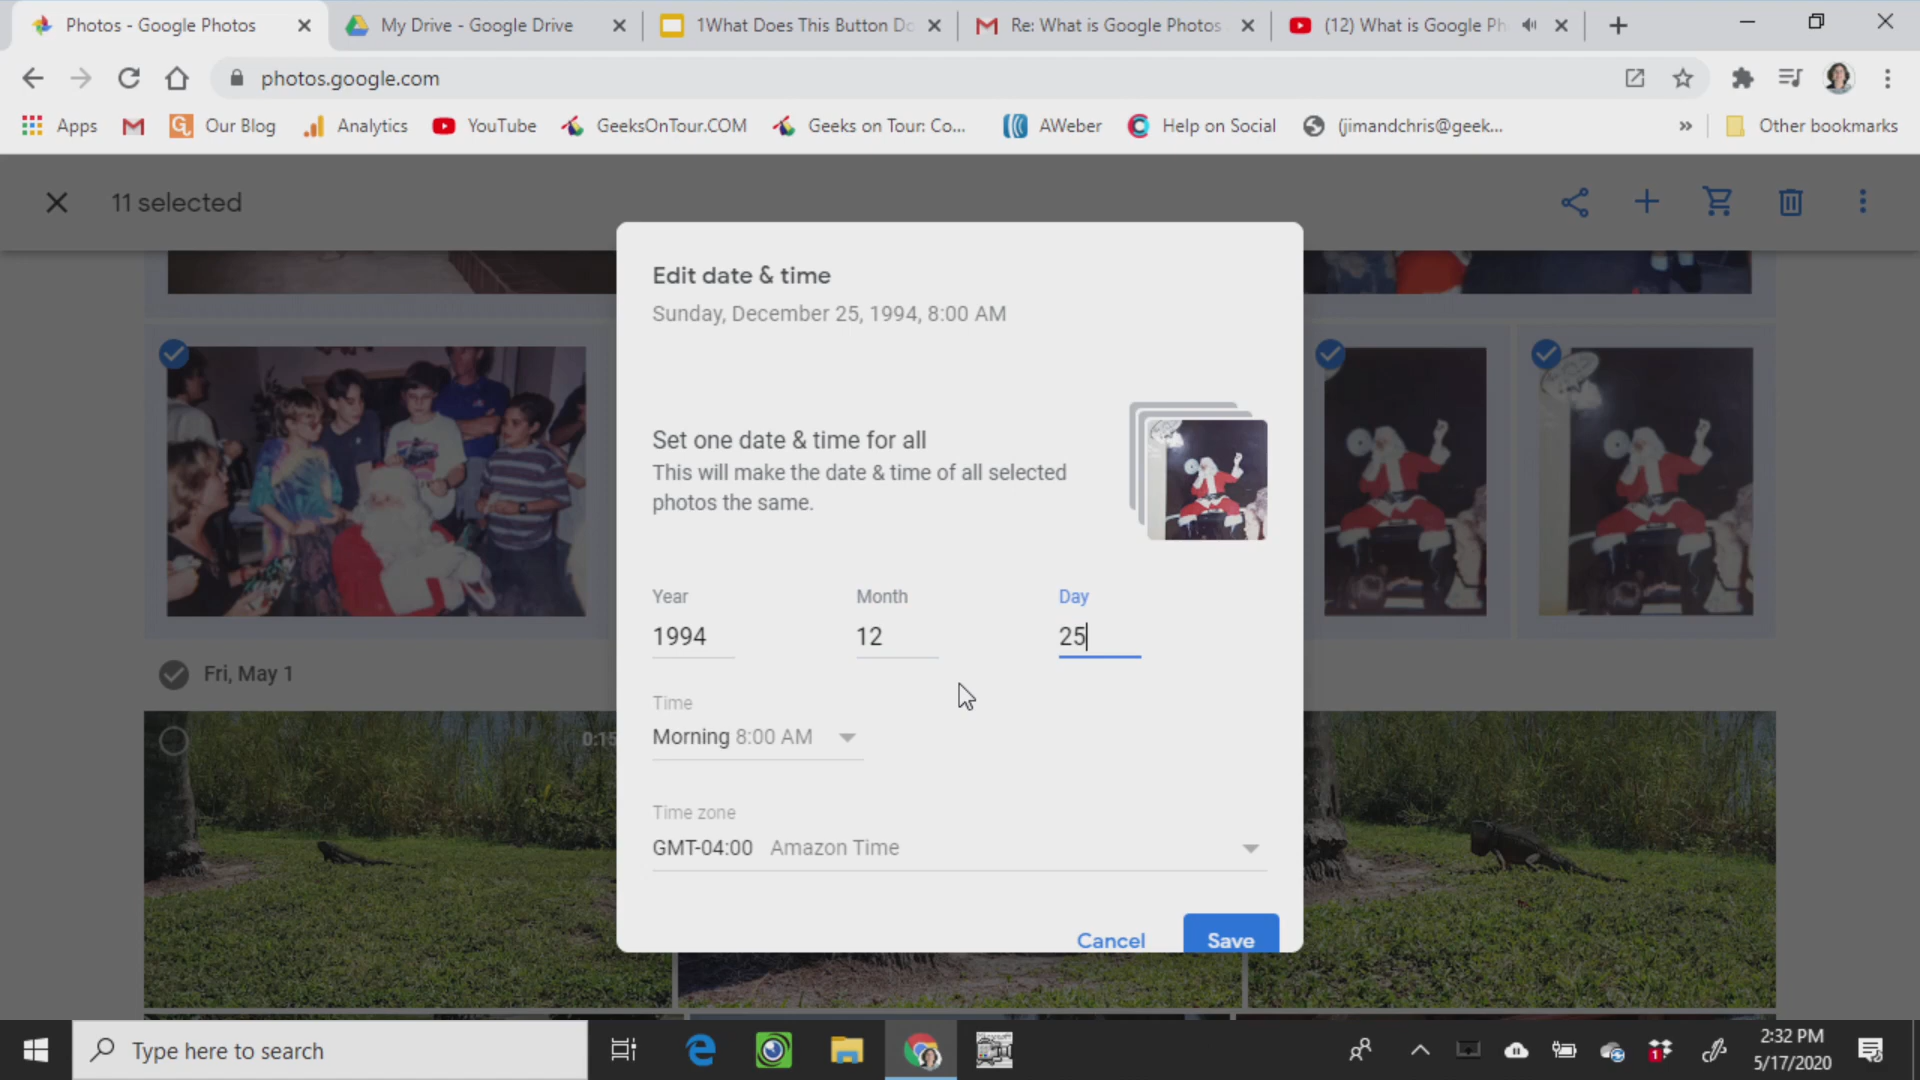 Photos - Google Photos
My Drive - Google Drive
1What Does This Button Do
Re: What is Google Photos
(12) What is Google Ph
photos.google.com
Apps
Our Blog
Analytics
YouTube
GeeksOnTour.COM
Geeks on Tour: Co...
AWeber
Help on Social
(jimandchris@geek...
»
Other bookmarks
11 selected
Edit date & time
Sunday, December 25, 1994, 8:00 AM
Set one date & time for all
This will make the date & time of all selected
photos the same.
Year Month Day
1994 12 25
Fri, May 1
Time
Morning 8:00 AM
0:15
Time zone
GMT-04:00 Amazon Time
Cancel Save
Type here to search
1
2:32 PM
5/17/2020